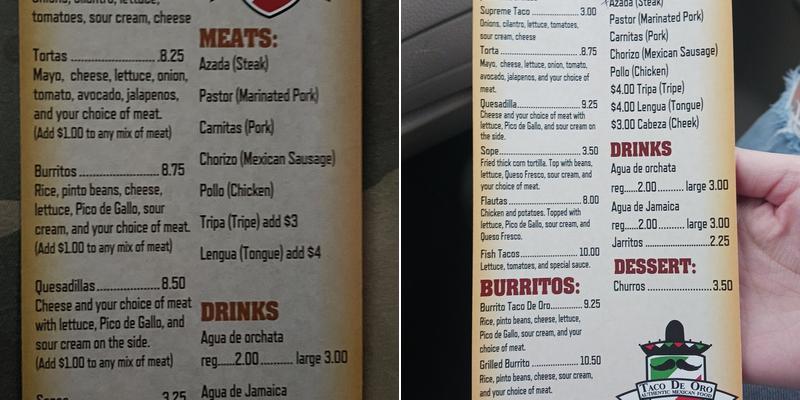 Onions, cilantro, lettuce,
tomatoes, sour cream, cheese
Tortas .8.25
Mayo, cheese, lettuce, onion,
tomato, avocado, jalapenos,
and your choice of meat.
(Add $1.00 to any mix of meat)
Burritos 8.75
Rice, pinto beans, cheese,
lettuce, Pico de Gallo, sour
cream, and your choice of meat.
(Add $1.00 to any mix of meat)
Quesadillas 8.50
Cheese and your choice of meat
with lettuce, Pico de Gallo, and
sour cream on the side.
(Add $1.00 to any mix of meat)
3.25
MEATS:
Azada (Steak)
Pastor (Marinated Pork)
Carnitas (Pork)
Chorizo (Mexican Sausage)
Pollo (Chicken)
Tripa (Tripe) add $3
Lengua (Tongue) add $4
DRINKS
Agua de orchata
reg......2.00........... large 3.00
Agua de Jamaica
Supreme Taco 3.00
Onions, cilantro, lettuce, tomatoes,
sour cream, cheese
Torta .8.75
Mayo, cheese, lettuce, onion, tomato,
avocado, jalapenos, and your choice of
meat.
Quesadilla 9.25
Cheese and your choice of meat with
lettuce, Pico de Gallo, and sour cream on
the side.
Sope 3.50
Fried thick corn tortilla. Top with beans,
lettuce, Queso Fresco, sour cream, and
your choice of meat.
Flautas 8.00
Chicken and potatoes. Topped with
lettuce, Pico de Gallo, sour cream, and
Queso Fresco.
Fish Tacos 10.00
Lettuce, tomatoes, and special sauce.
BURRITOS:
Burrito Taco De Oro 9.25
Rice, pinto beans, cheese, lettuce,
Pico de Gallo, sour cream, and your
choice of meat.
Grilled Burrito 10.50
Rice, pinto beans, cheese, sour cream,
and your choice of meat.
Azada (Steak)
Pastor (Marinated Pork)
Carnitas (Pork)
Chorizo (Mexican Sausage)
Pollo (Chicken)
$4.00 Tripa (Tripe)
$4.00 Lengua (Tongue)
$3.00 Cabeza (Cheek)
DRINKS
Agua de orchata
reg......2.00........... large 3.00
Agua de Jamaica
reg......2.00........... large 3.00
Jarritos 2.25
DESSERT:
Churros 3.50
TACO DE ORO
AUTHENTIC MEXICAN FOOD